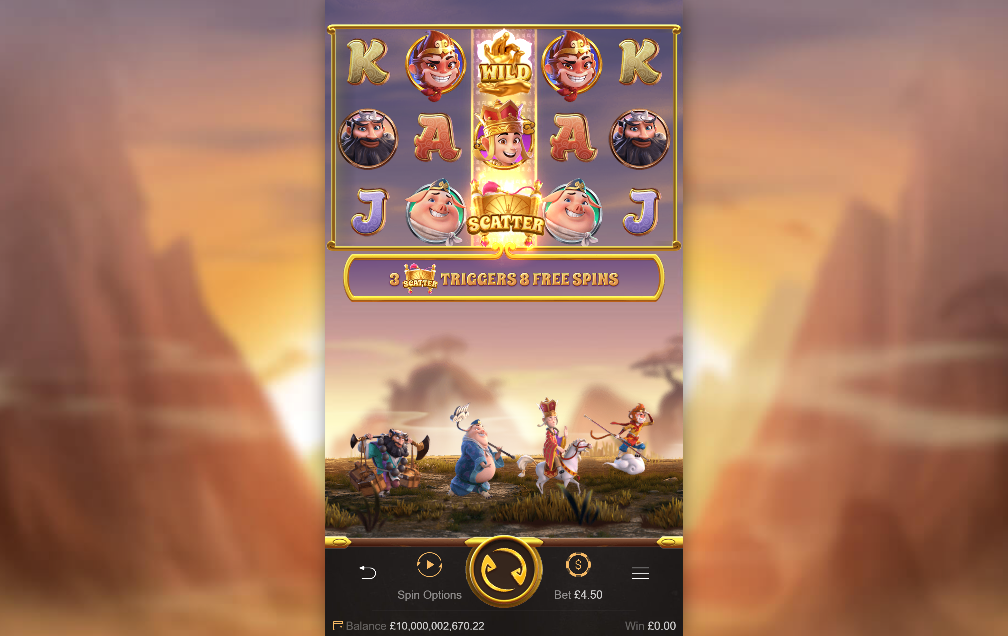 K WILD K
A A
J SCATTER J
3 SCATTER TRIGGERS 8 FREE SPINS
$
Spin Options Bet £4.50
Balance £10,000,002,670.22 Win £0.00